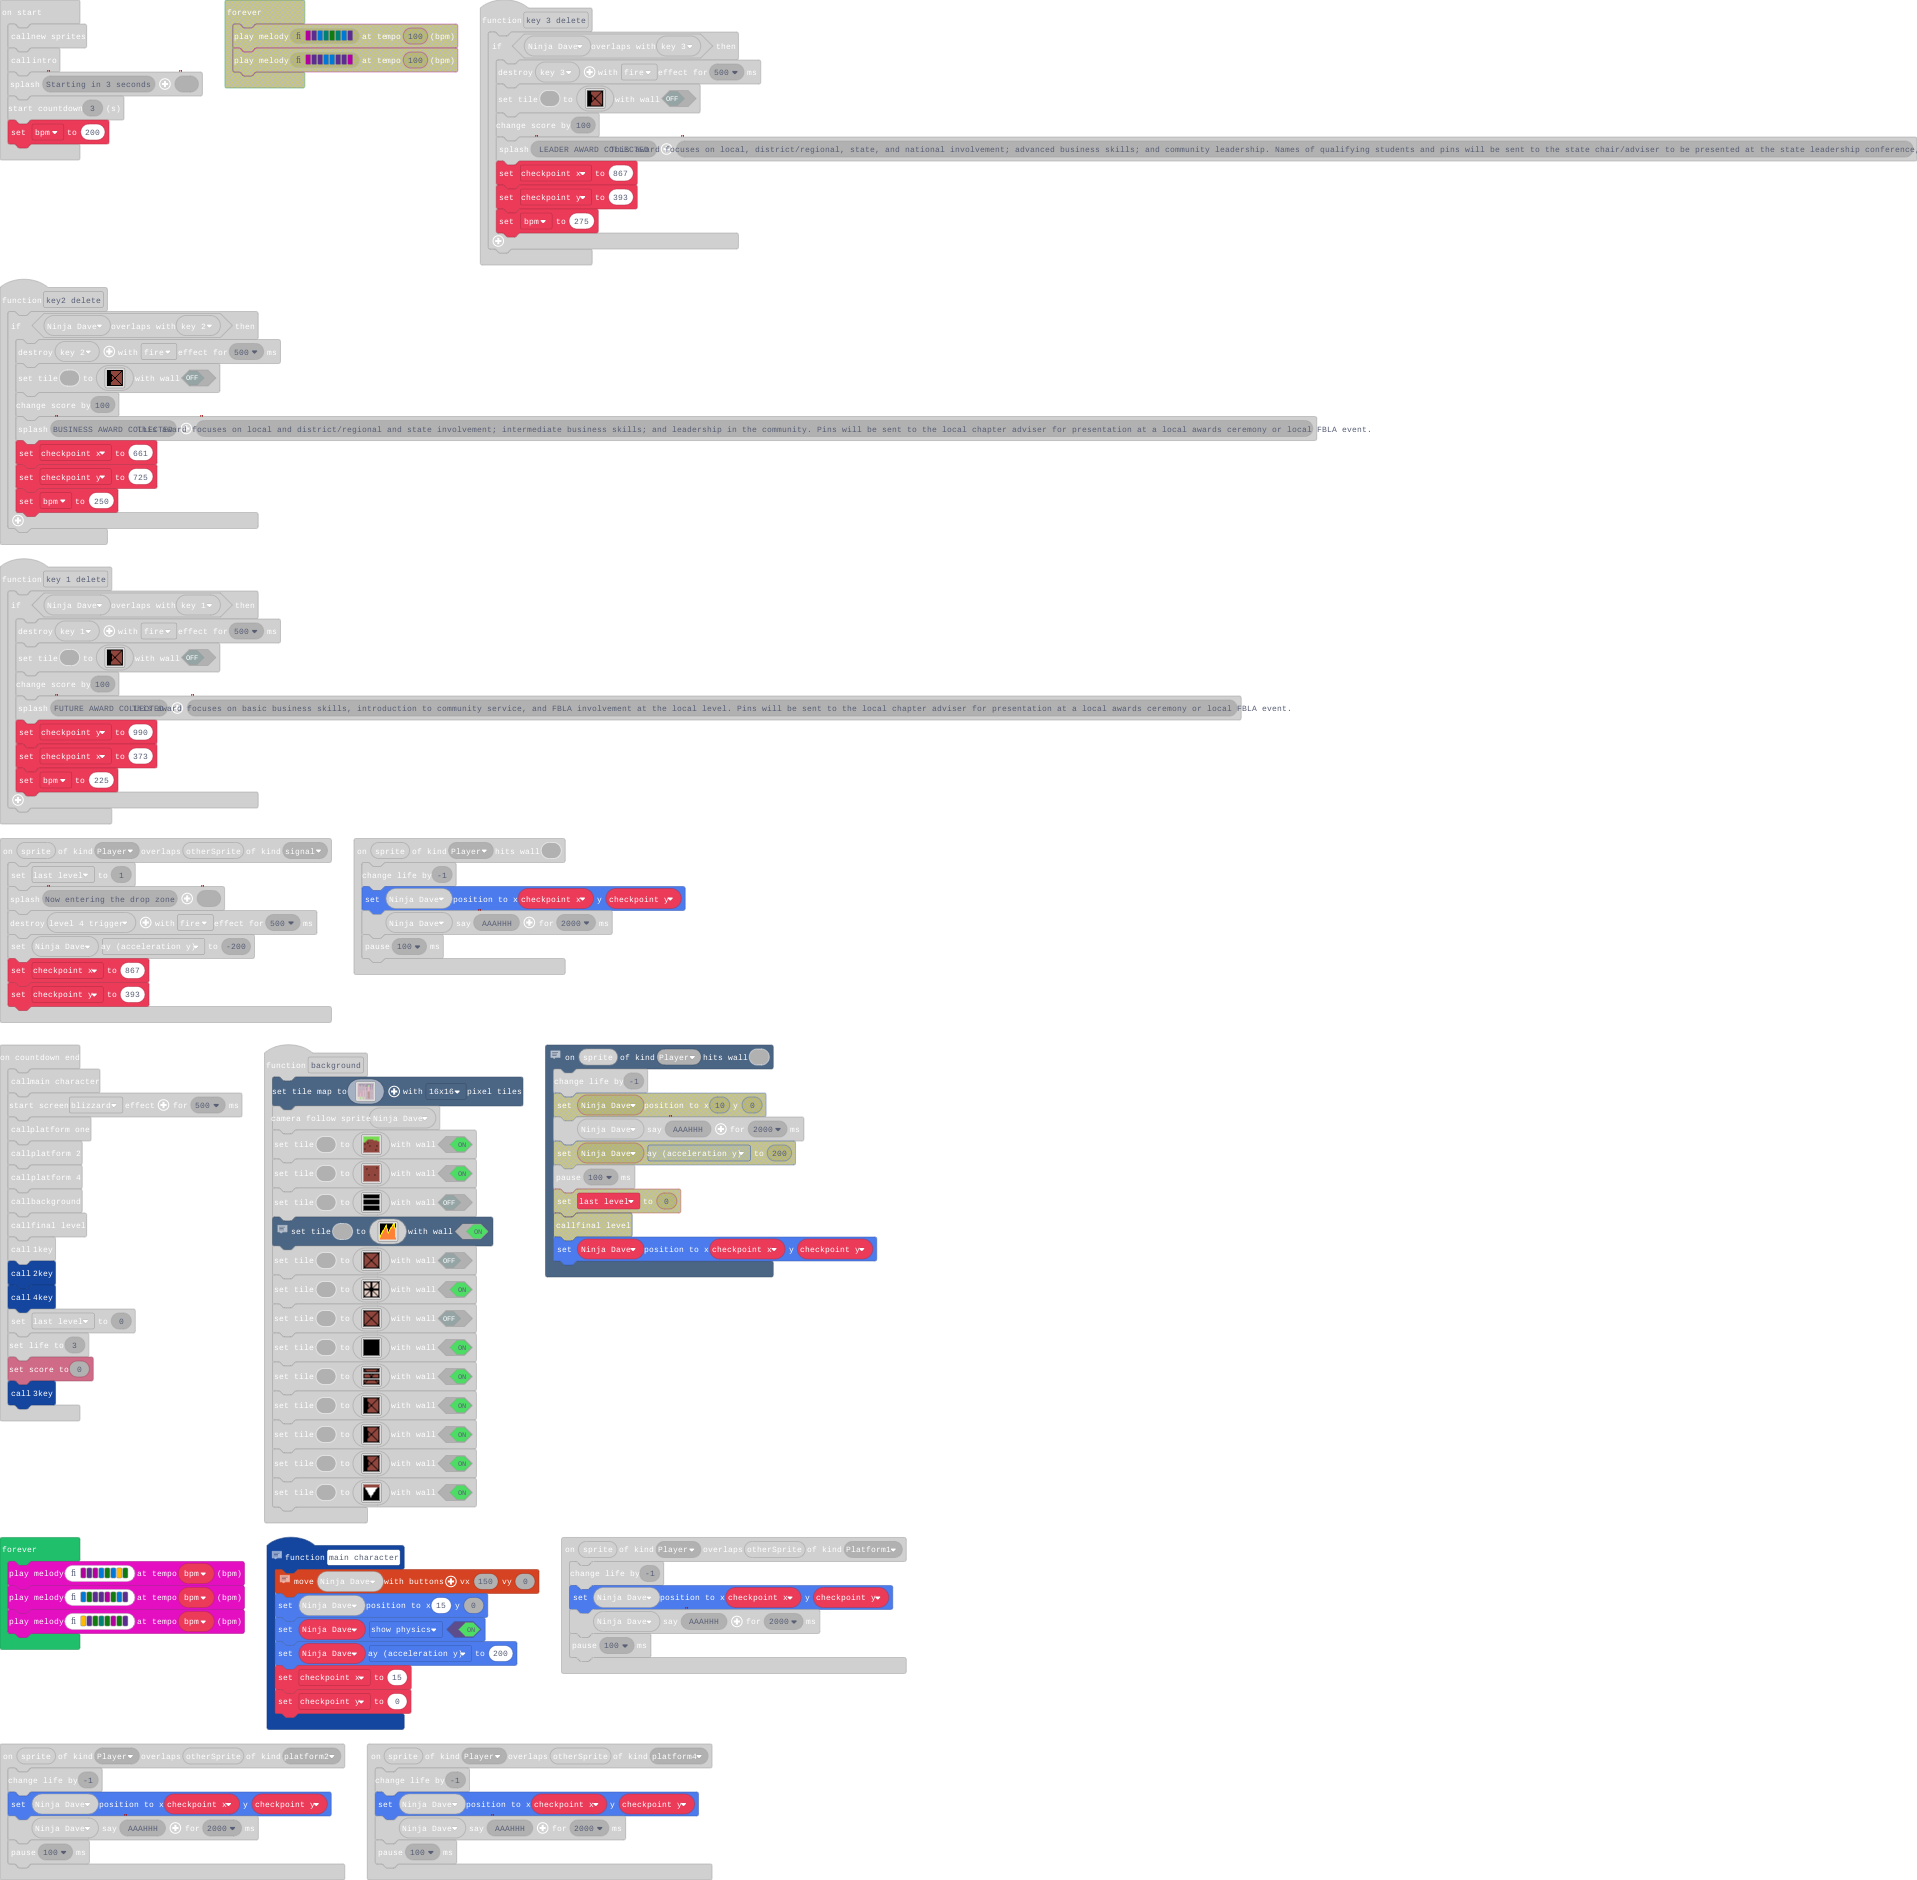 on start
call new sprites
call intro
splash " Starting in 3 seconds "
start countdown 3 (s)
set bpm to 200
forever
play melody at tempo 100 (bpm)
play melody at tempo 100 (bpm)
function key 3 delete
if Ninja Dave overlaps with key 3 then
destroy key 3 with fire effect for 500 ms
set tile to with wall OFF
change score by 100
splash " LEADER AWARD COLLECTED " This award focuses on local, district/regional, state, and national involvement; advanced business skills; and community leadership. Names of qualifying students and pins will be sent to the state chair/adviser to be presented at the state leadership conference,
set checkpoint x to 867
set checkpoint y to 393
set bpm to 275
function key2 delete
if Ninja Dave overlaps with key 2 then
destroy key 2 with fire effect for 500 ms
set tile to with wall OFF
change score by 100
splash " BUSINESS AWARD COLLECTED " This award focuses on local and district/regional and state involvement; intermediate business skills; and leadership in the community. Pins will be sent to the local chapter adviser for presentation at a local awards ceremony or local FBLA event.
set checkpoint x to 661
set checkpoint y to 725
set bpm to 250
function key 1 delete
if Ninja Dave overlaps with key 1 then
destroy key 1 with fire effect for 500 ms
set tile to with wall OFF
change score by 100
splash " FUTURE AWARD COLLECTED " This award focuses on basic business skills, introduction to community service, and FBLA involvement at the local level. Pins will be sent to the local chapter adviser for presentation at a local awards ceremony or local FBLA event.
set checkpoint y to 990
set checkpoint x to 373
set bpm to 225
on sprite of kind Player overlaps otherSprite of kind signal
set last level to 1
splash " Now entering the drop zone "
destroy level 4 trigger with fire effect for 500 ms
set Ninja Dave ay (acceleration y) to -200
set checkpoint x to 867
set checkpoint y to 393
on sprite of kind Player hits wall
change life by -1
set Ninja Dave position to x checkpoint x y checkpoint y
Ninja Dave say " AAAHHH for 2000 ms
pause 100 ms
on countdown end
call main character
start screen blizzard effect for 500 ms
call platform one
call platform 2
call platform 4
call background
call final level
call 1key
call 2key
call 4key
set last level to 0
set life to 3
set score to 0
call 3key
function background
set tile map to with 16x16 pixel tiles
camera follow sprite Ninja Dave
set tile to with wall ON
set tile to with wall ON
set tile to with wall OFF
set tile to with wall ON
set tile to with wall OFF
set tile to with wall ON
set tile to with wall OFF
set tile to with wall ON
set tile to with wall ON
set tile to with wall ON
set tile to with wall ON
set tile to with wall ON
set tile to with wall ON
on sprite of kind Player hits wall
change life by -1
set Ninja Dave position to x 10 y 0
Ninja Dave say " AAAHHH for 2000 ms
set Ninja Dave ay (acceleration y) to 200
pause 100 ms
set last level to 0
call final level
set Ninja Dave position to x checkpoint x y checkpoint y
forever
play melody at tempo bpm (bpm)
play melody at tempo bpm (bpm)
play melody at tempo bpm (bpm)
function main character
move Ninja Dave with buttons vx 150 vy 0
set Ninja Dave position to x 15 y 0
set Ninja Dave show physics ON
set Ninja Dave ay (acceleration y) to 200
set checkpoint x to 15
set checkpoint y to 0
on sprite of kind Player overlaps otherSprite of kind Platform1
change life by -1
set Ninja Dave position to x checkpoint x y checkpoint y
Ninja Dave say " AAAHHH for 2000 ms
pause 100 ms
on sprite of kind Player overlaps otherSprite of kind platform2
change life by -1
set Ninja Dave position to x checkpoint x y checkpoint y
Ninja Dave say " AAAHHH for 2000 ms
pause 100 ms
on sprite of kind Player overlaps otherSprite of kind platform4
change life by -1
set Ninja Dave position to x checkpoint x y checkpoint y
Ninja Dave say " AAAHHH for 2000 ms
pause 100 ms